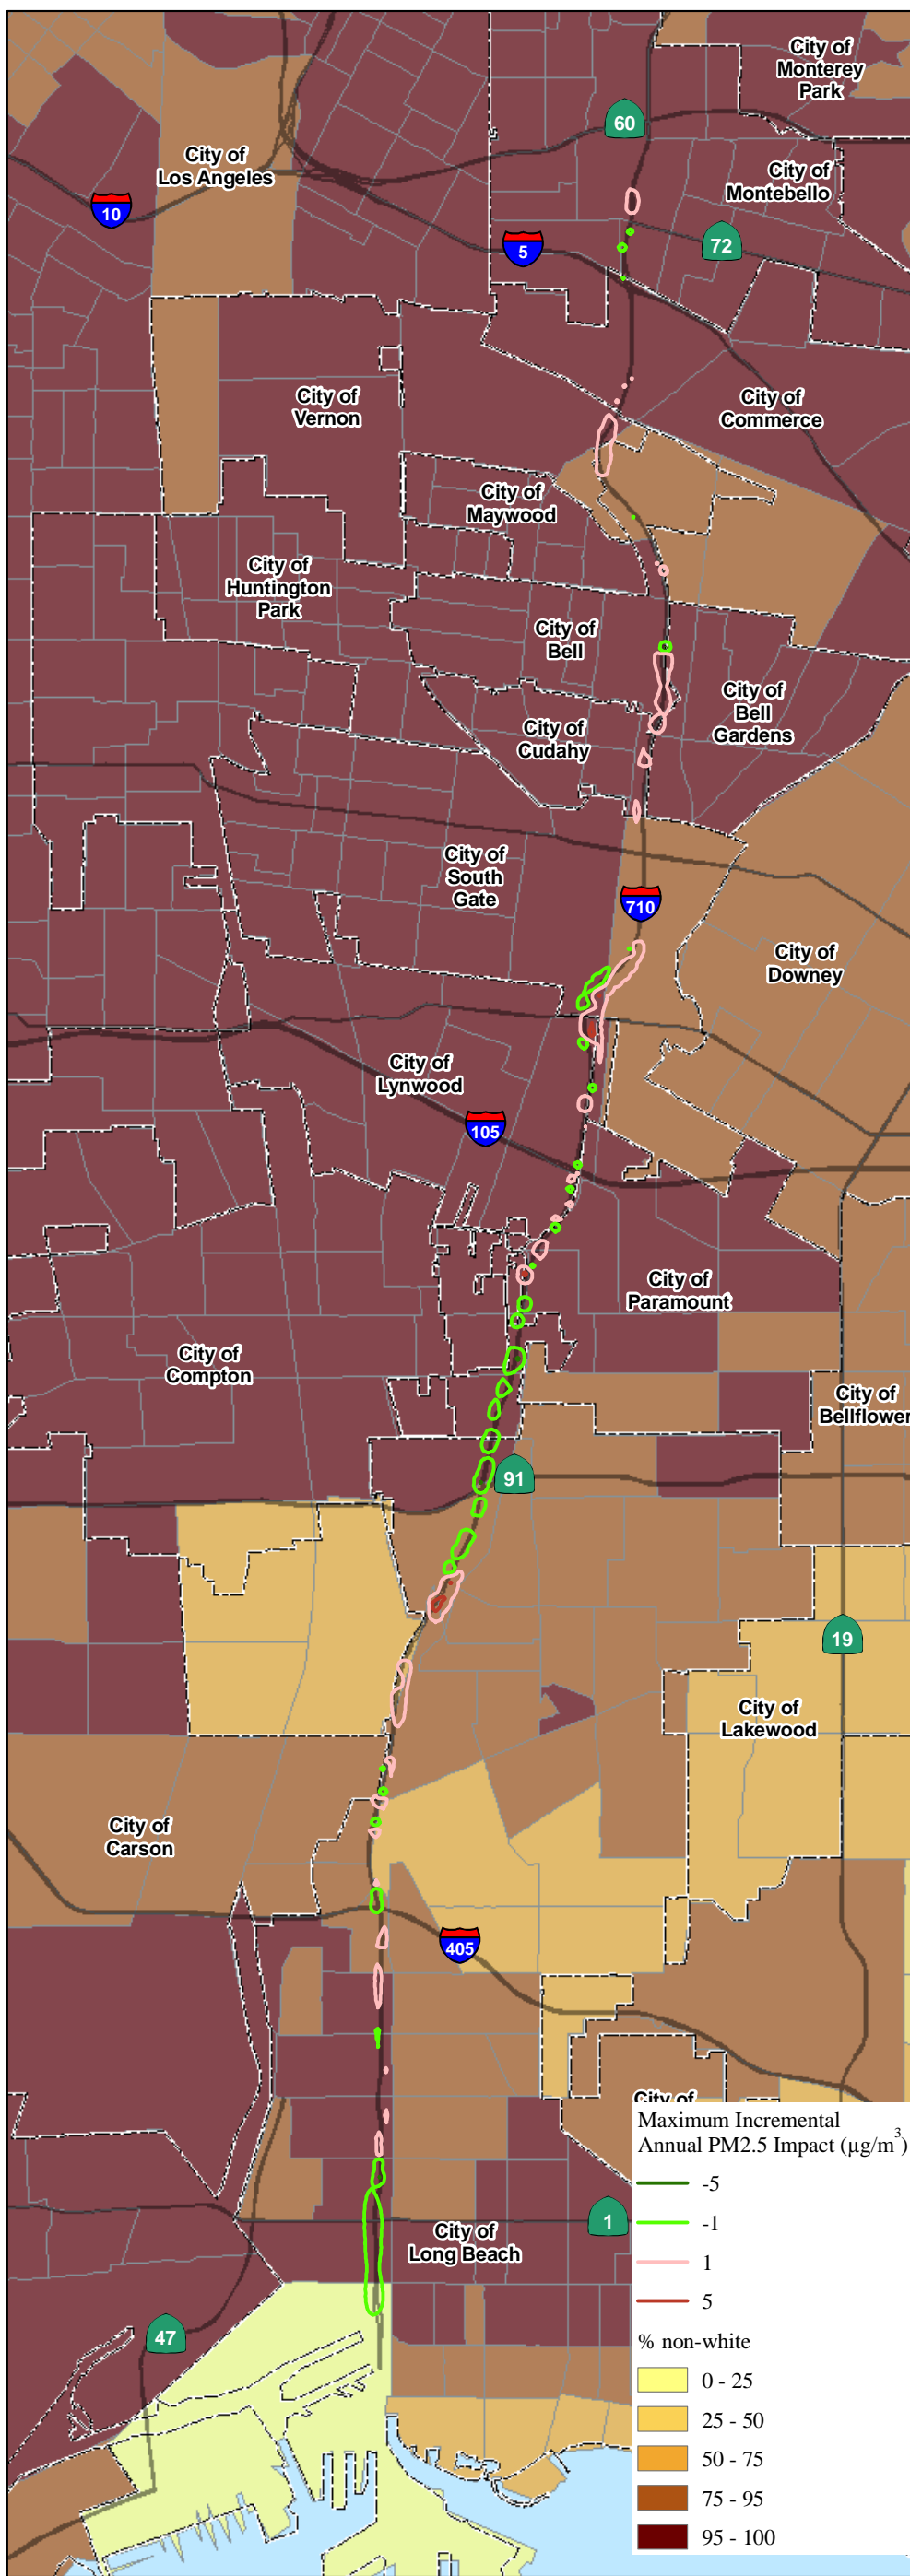 City of
Monterey
Park
60
City of
Los Angeles
City of
Montebello
10
5
72
City of
Vernon
City of
Commerce
City of
Maywood
City of
Huntington
Park
City of
Bell
City of
Bell
Gardens
City of
Cudahy
City of
South
Gate
710
City of
Downey
City of
Lynwood
105
City of
Paramount
City of
Compton
City of
Bellflower
91
19
City of
Lakewood
City of
Carson
405
City of
Maximum Incremental
Annual PM2.5 Impact (µg/m³)
-5
-1
1
5
1
City of
Long Beach
47
% non-white
0 - 25
25 - 50
50 - 75
75 - 95
95 - 100